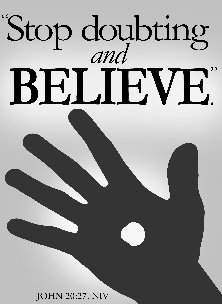 "Stop doubting
and
BELIEVE"
JOHN 20:27, NIV